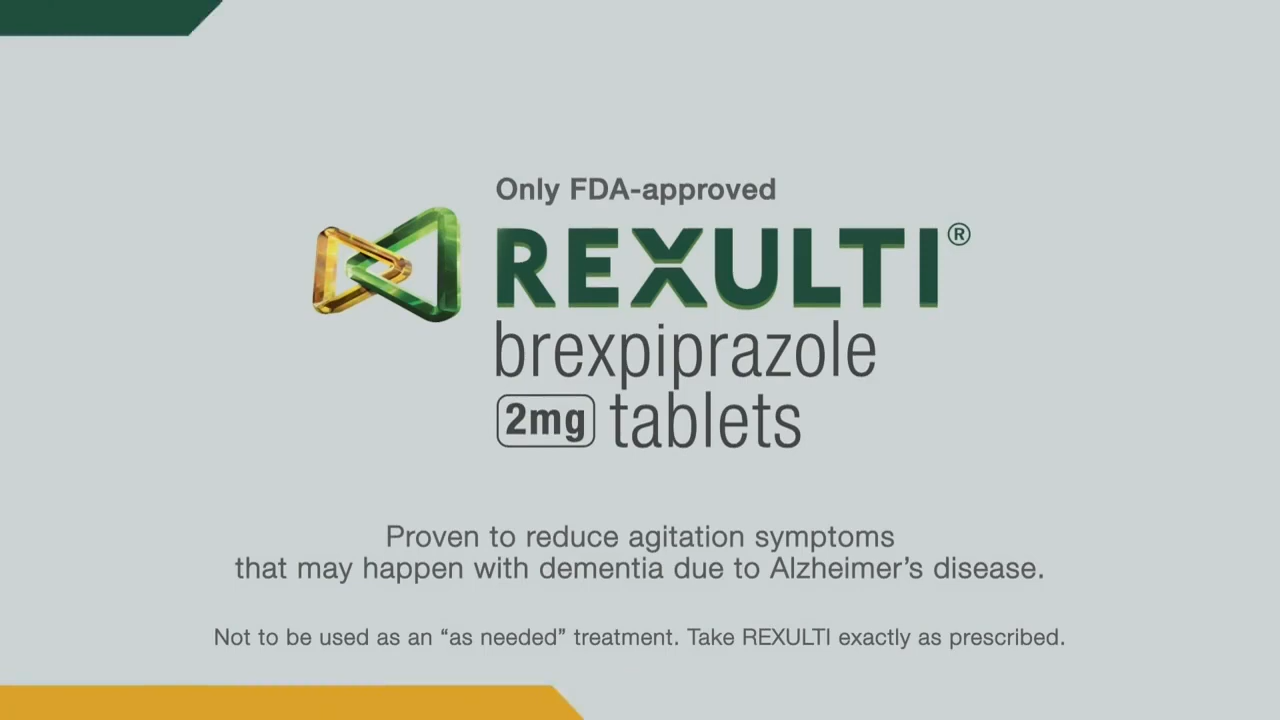 Only FDA-approved
REXULTI®
brexpiprazole
2mg tablets
Proven to reduce agitation symptoms
that may happen with dementia due to Alzheimer’s disease.
Not to be used as an “as needed” treatment. Take REXULTI exactly as prescribed.